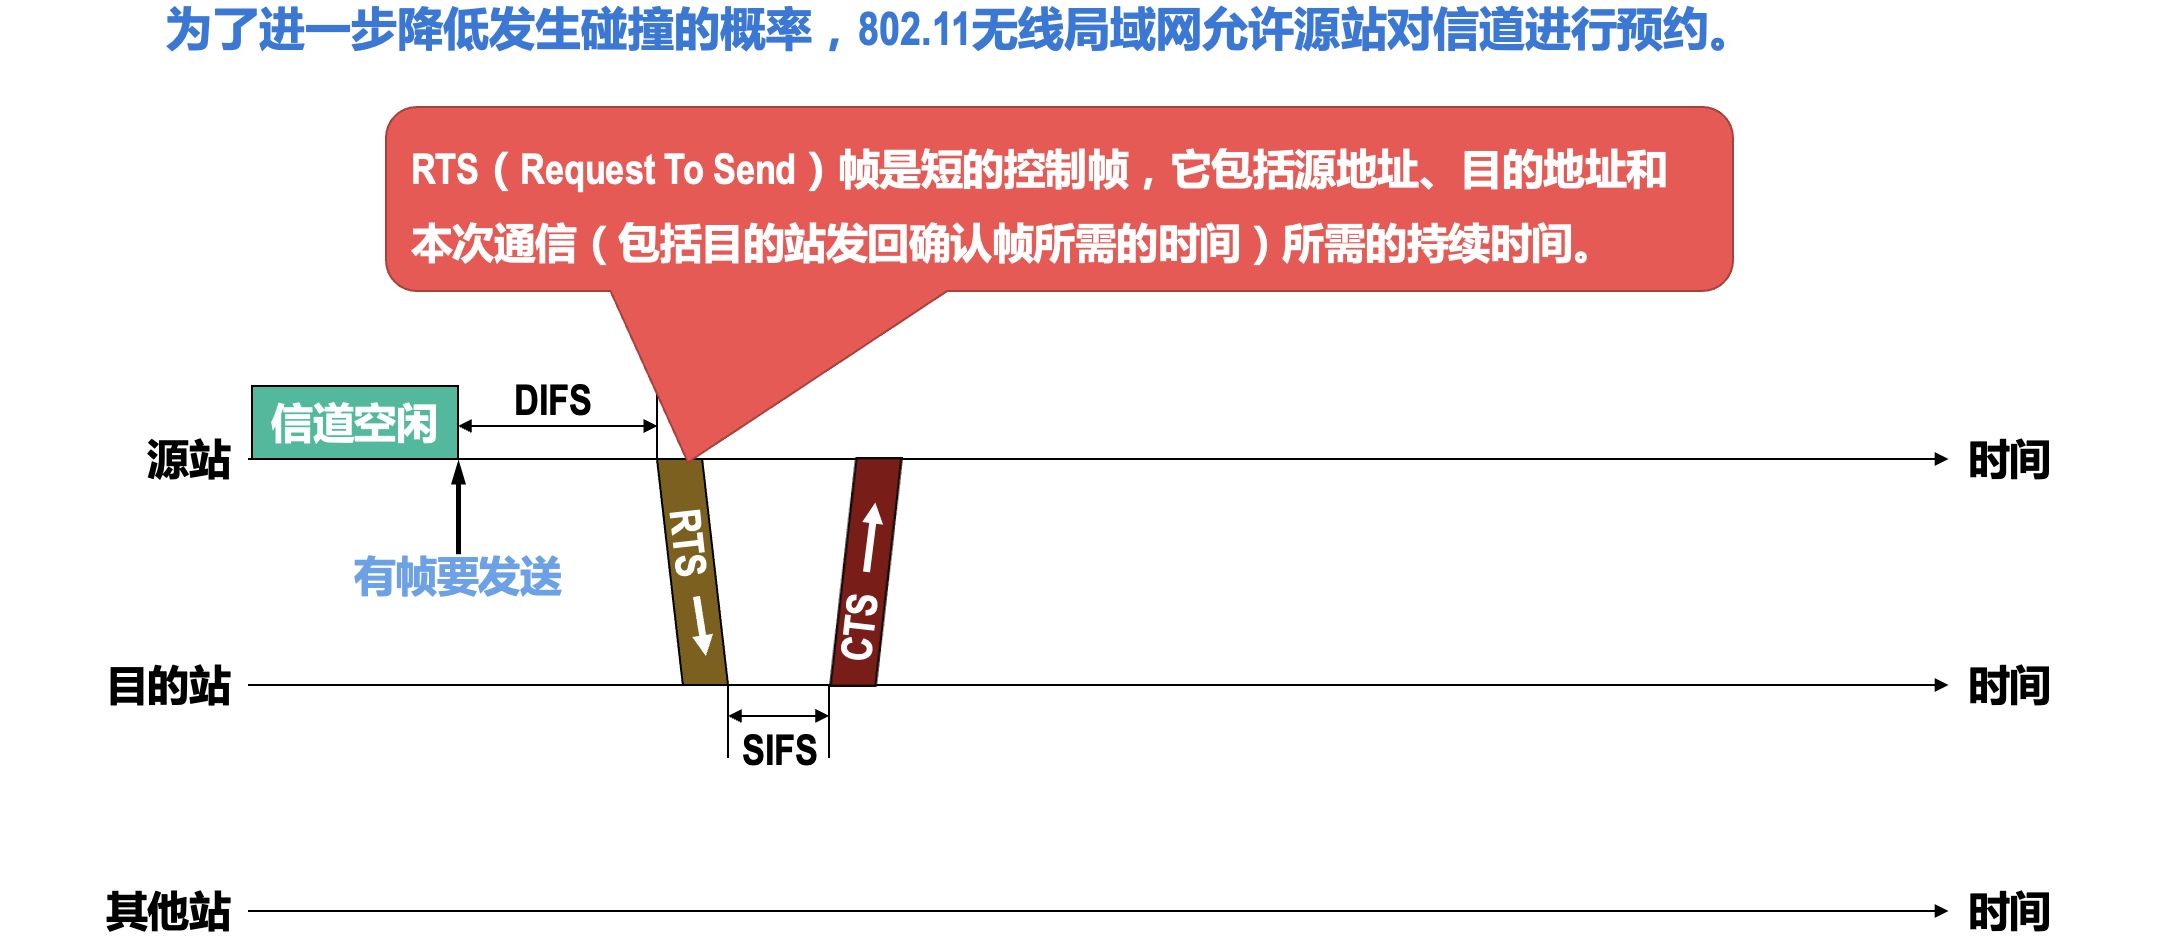 为了进一步降低发生碰撞的概率，802.11无线局域网允许源站对信道进行预约。
RTS（Request To Send）帧是短的控制帧，它包括源地址、目的地址和
本次通信（包括目的站发回确认帧所需的时间）所需的持续时间。
DIFS
信道空闲
源站
时间
有帧要发送
RTS
CTS
目的站
时间
SIFS
其他站
时间